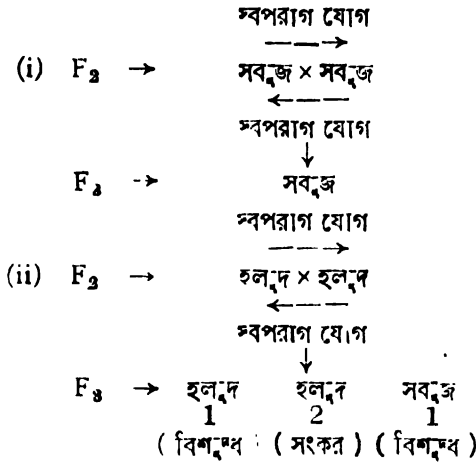 স্বপরাগ যোগ
— — →
(i) F₂ → সবুজ × সবুজ
← — —
স্বপরাগ যোগ
↓
F₃ → সবুজ
স্বপরাগ যোগ
— — →
(ii) F₂ → হলুদ × হলুদ
← — —
স্বপরাগ যোগ
↓
F₃ → হলুদ হলুদ সবুজ
1 2 1
( বিশুদ্ধ ) ( সংকর ) ( বিশুদ্ধ )